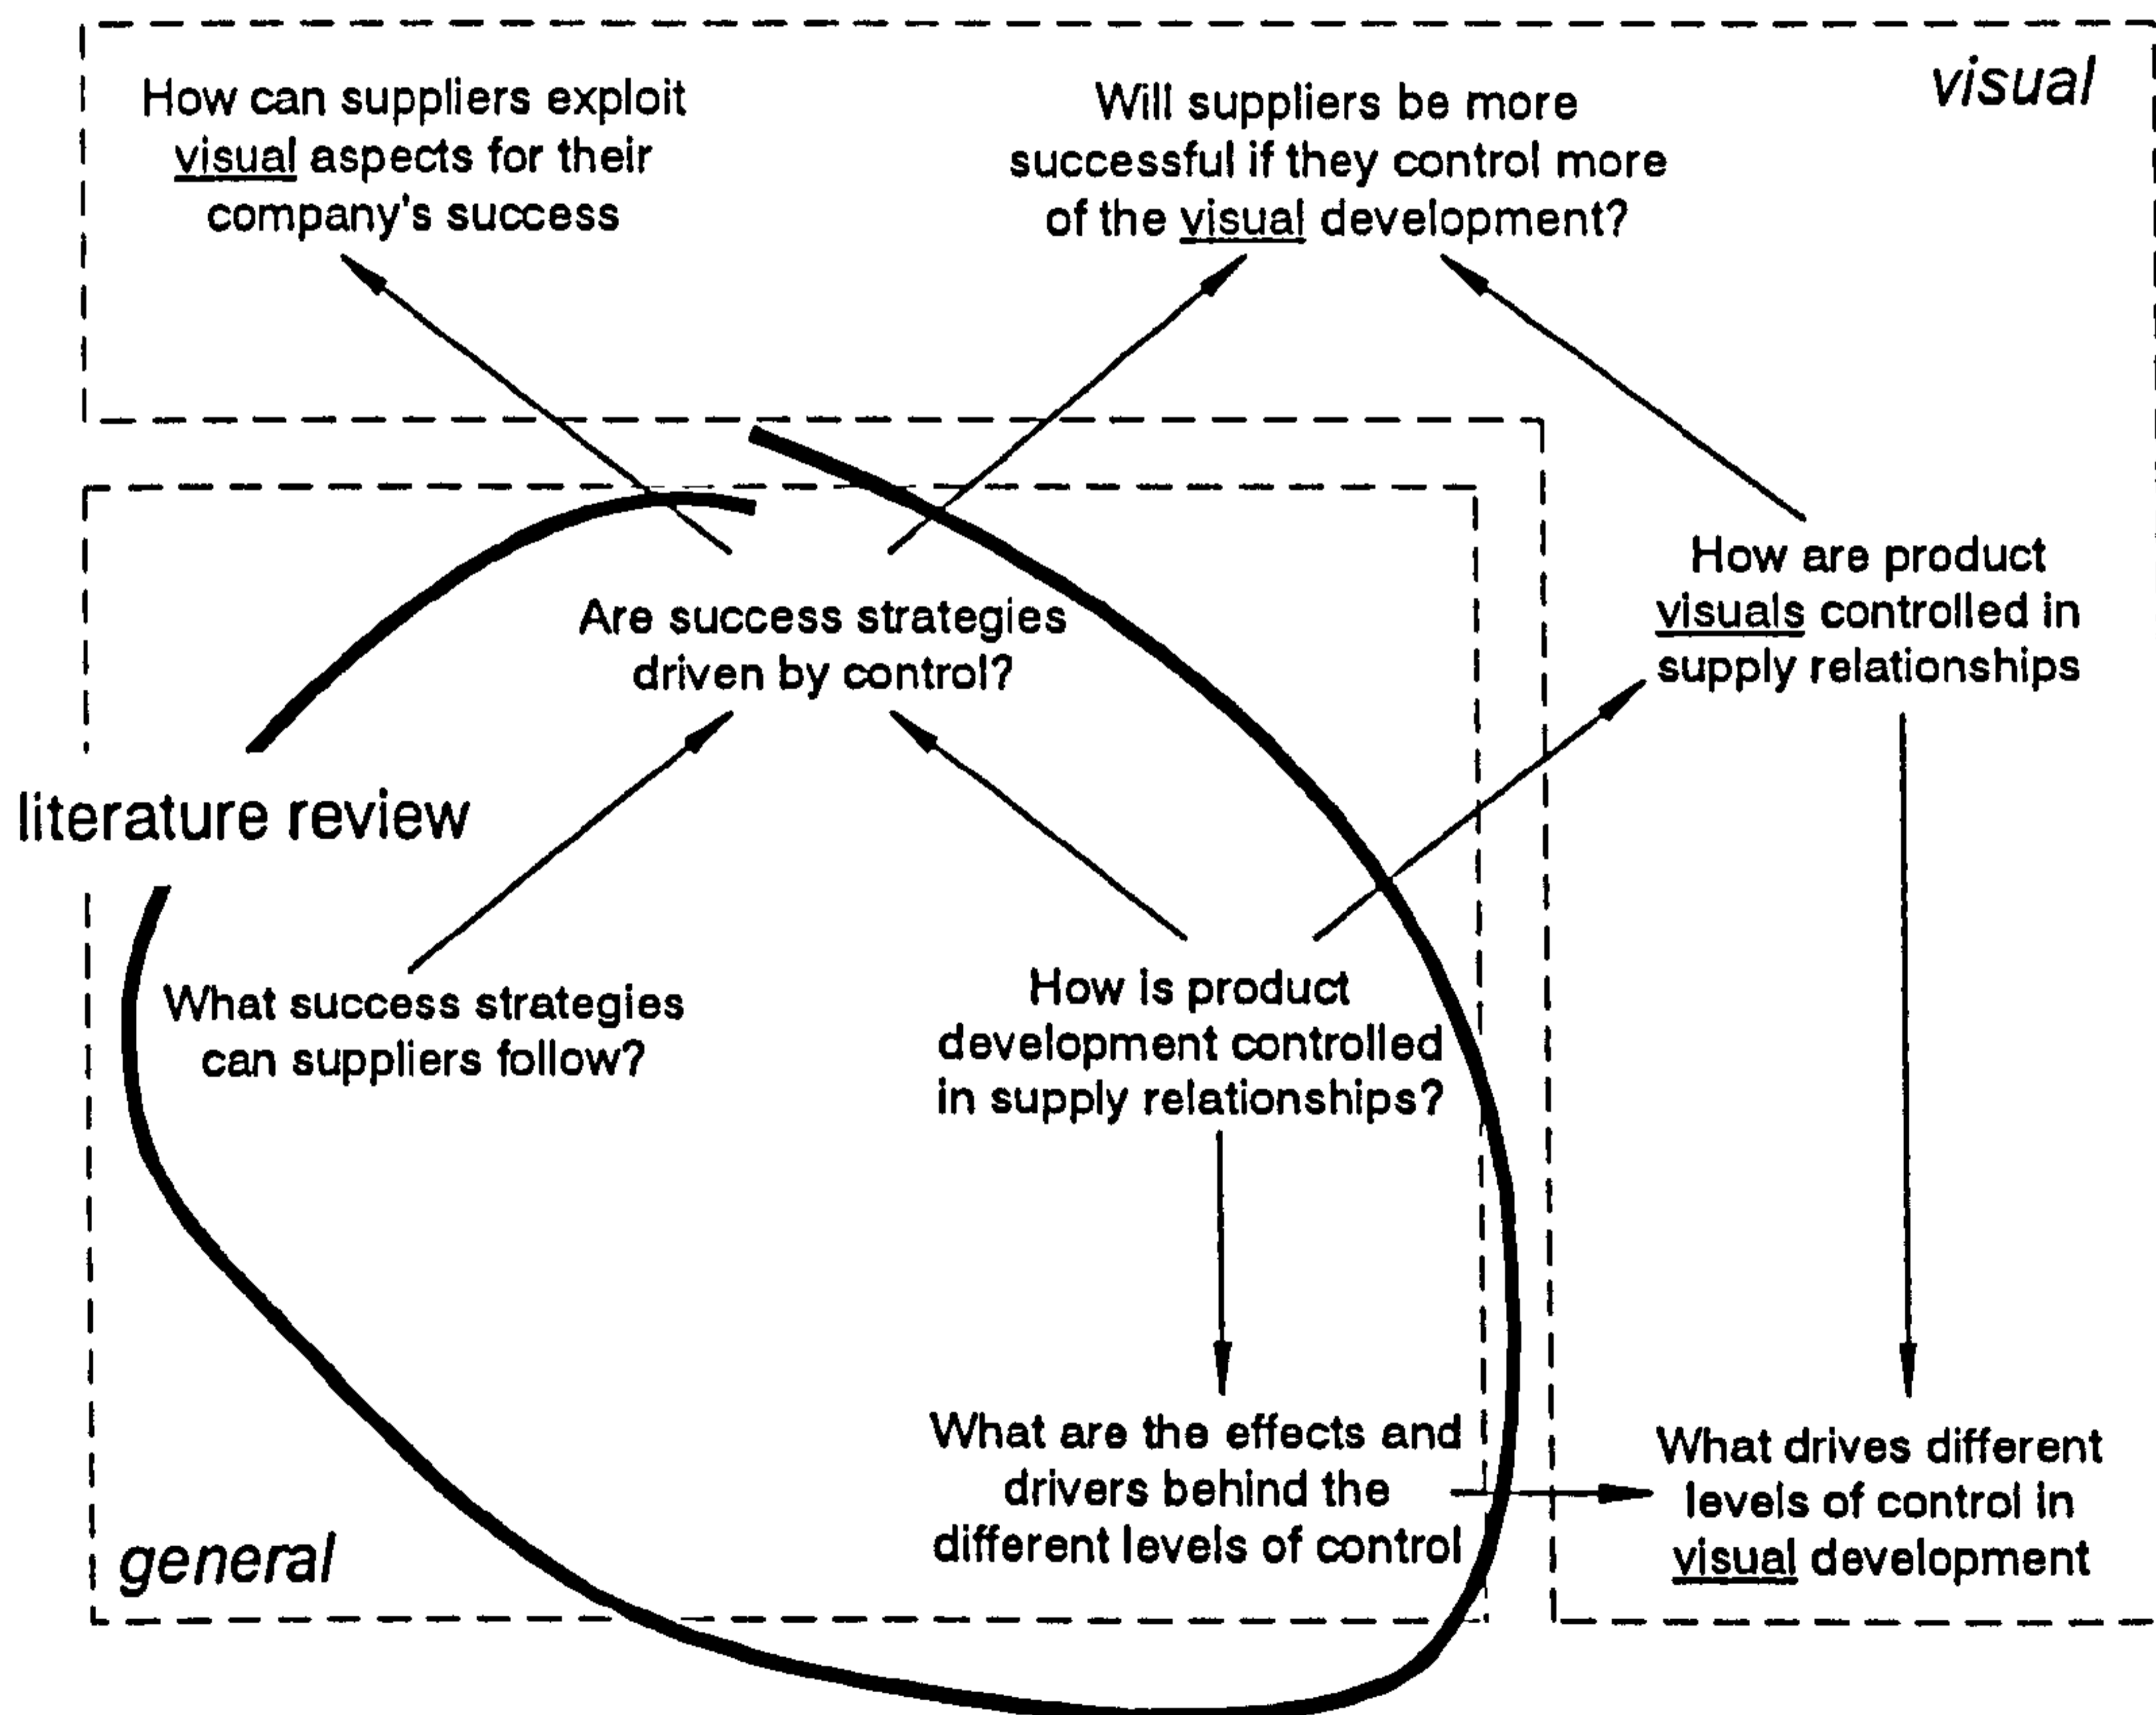 visual
How can suppliers exploit
visual aspects for their
company's success
Will suppliers be more
successful if they control more
of the visual development?
How are product
visuals controlled in
supply relationships
Are success strategies
driven by control?
literature review
What success strategies
can suppliers follow?
How is product
development controlled
in supply relationships?
What are the effects and
drivers behind the
different levels of control
What drives different
levels of control in
visual development
general